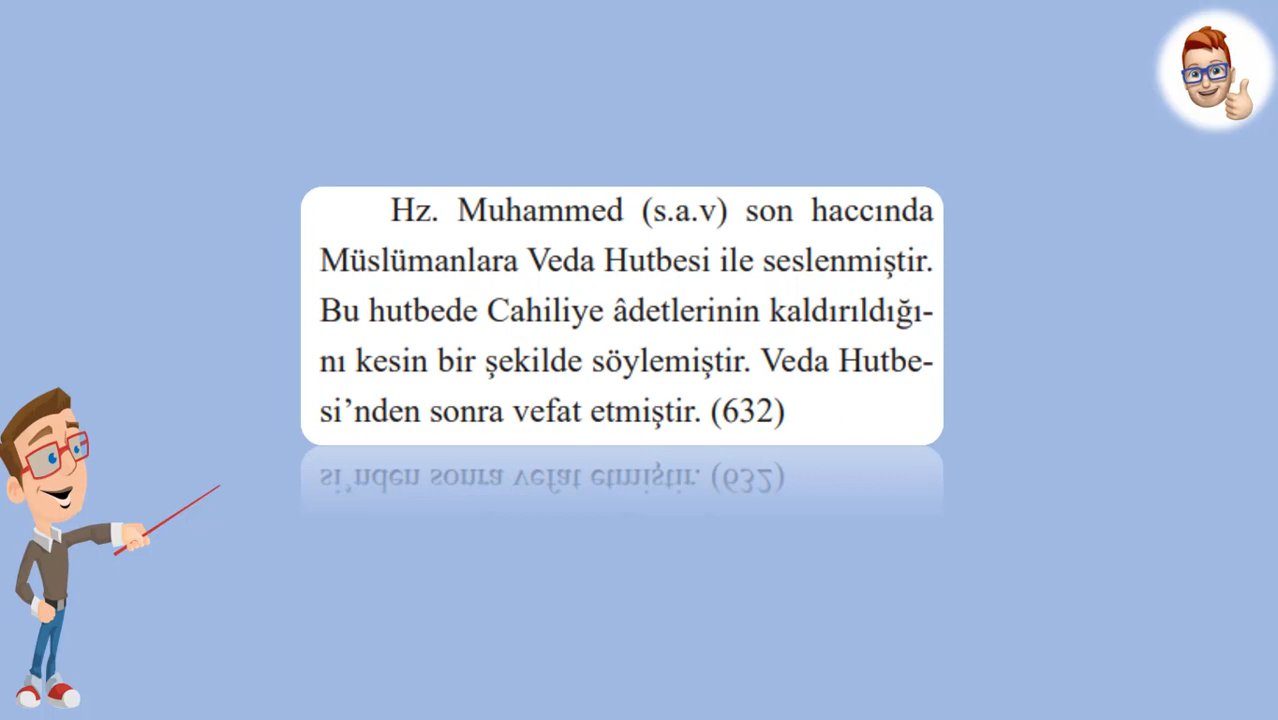 Hz. Muhammed (s.a.v) son haccında
Müslümanlara Veda Hutbesi ile seslenmiştir.
Bu hutbede Cahiliye âdetlerinin kaldırıldığı-
nı kesin bir şekilde söylemiştir. Veda Hutbe-
si’nden sonra vefat etmiştir. (632)